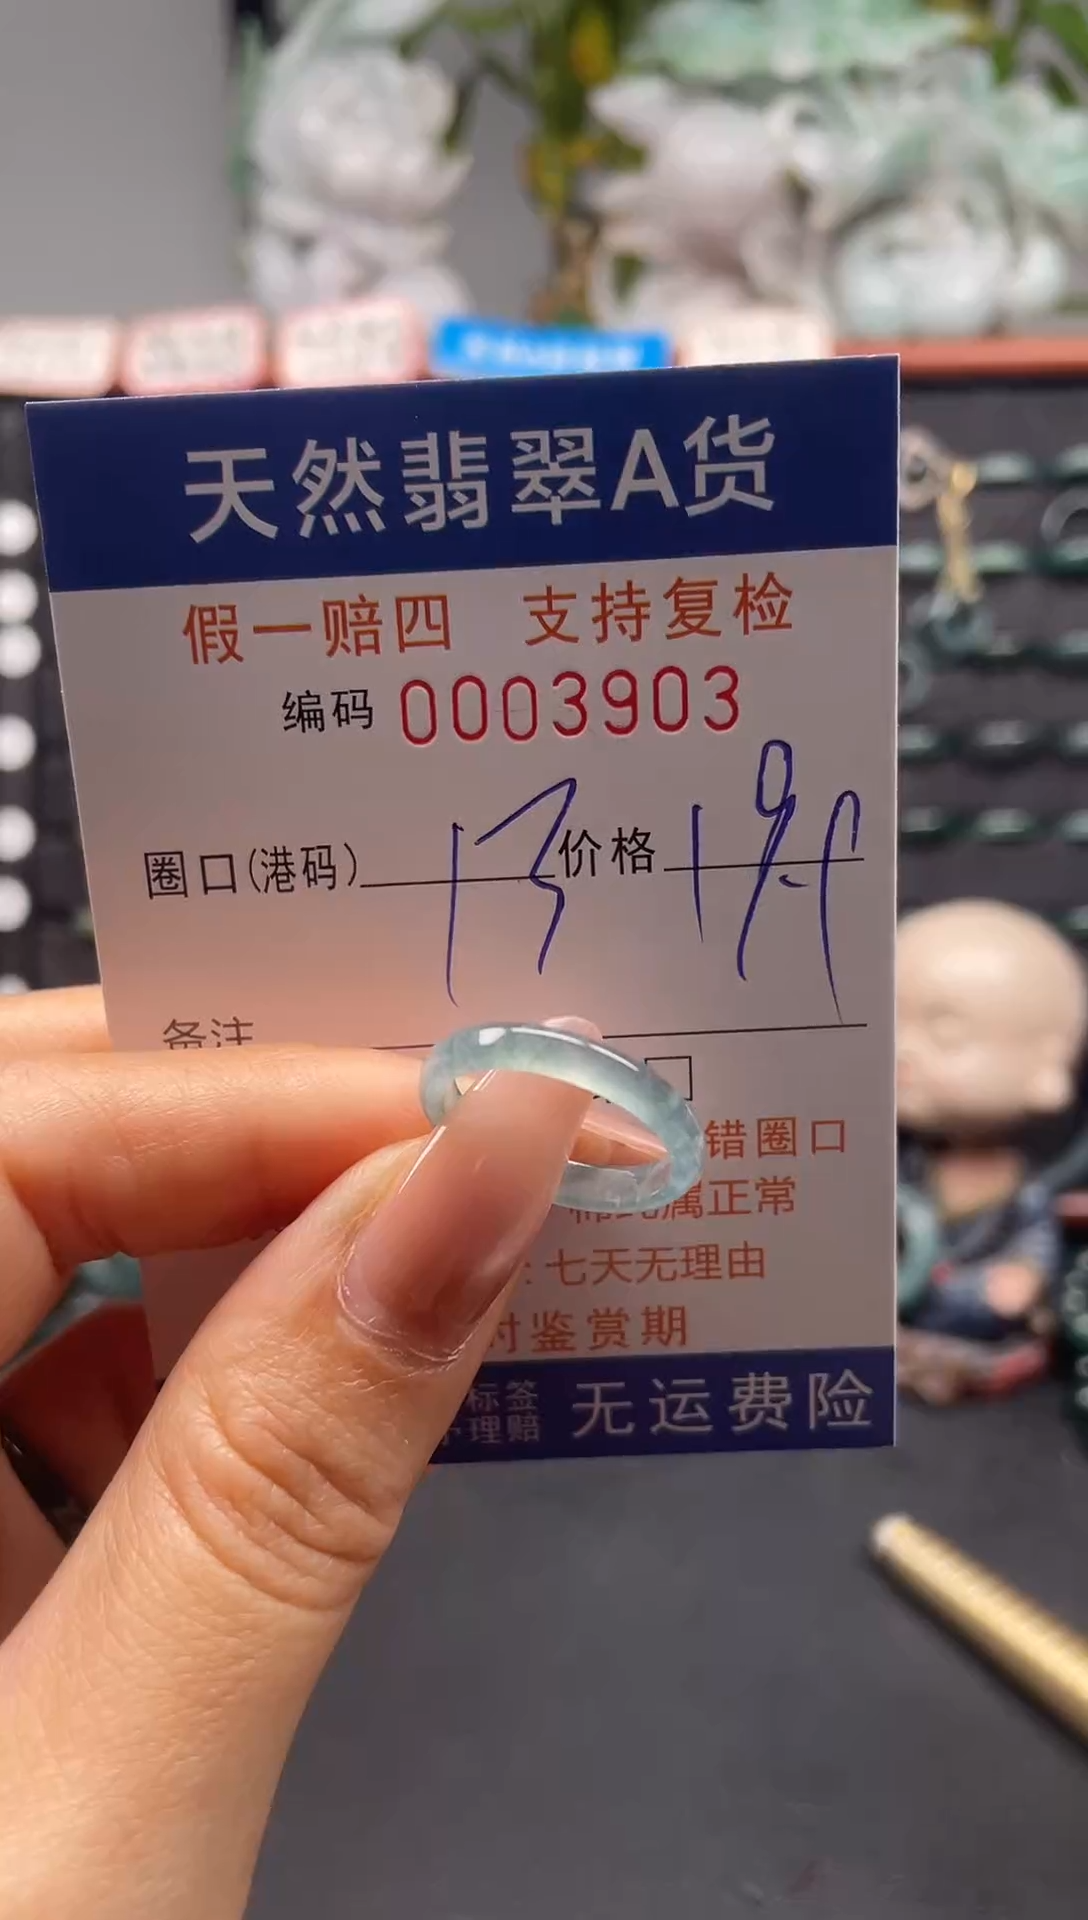 天然翡翠A货
假一赔四 支持复检
编码 0003903
圈口(港码) 13 价格
备注
错圈口
属正常
七天无理由
时鉴赏期
标签 无运费险
理赔